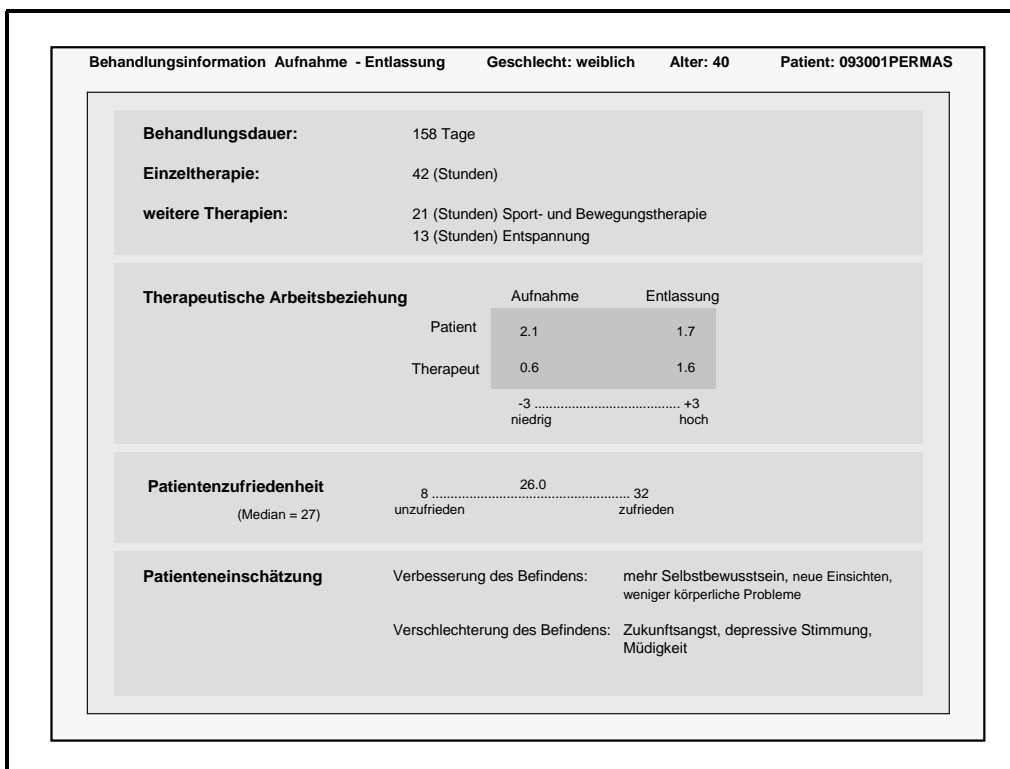 Behandlungsinformation Aufnahme - Entlassung Geschlecht: weiblich Alter: 40 Patient: 093001PERMAS
Behandlungsdauer: 158 Tage
Einzeltherapie: 42 (Stunden)
weitere Therapien: 21 (Stunden) Sport- und Bewegungstherapie
13 (Stunden) Entspannung
Therapeutische Arbeitsbeziehung Aufnahme Entlassung
Patient 2.1 1.7
Therapeut 0.6 1.6
-3 ....................................... +3
niedrig hoch
Patientenzufriedenheit 26.0
8 ...................................................... 32
(Median = 27) unzufrieden zufrieden
Patienteneinschätzung Verbesserung des Befindens: mehr Selbstbewusstsein, neue Einsichten,
weniger körperliche Probleme
Verschlechterung des Befindens: Zukunftsangst, depressive Stimmung,
Müdigkeit